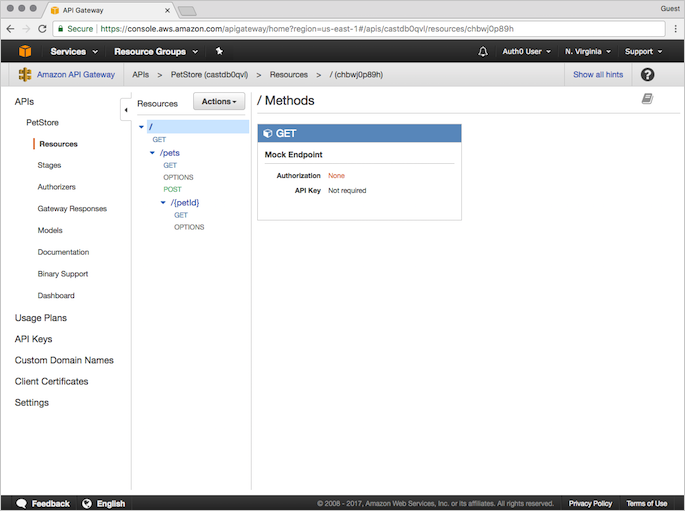 API Gateway
Guest
Secure https://console.aws.amazon.com/apigateway/home?region=us-east-1#/apis/castdb0qvl/resources/chbwj0p89h
Services Resource Groups Auth0 User N. Virginia Support
Amazon API Gateway APIs > PetStore (castdb0qvl) > Resources > / (chbwj0p89h) Show all hints ?
APIs
PetStore
Resources
Stages
Authorizers
Gateway Responses
Models
Documentation
Binary Support
Dashboard
Usage Plans
API Keys
Custom Domain Names
Client Certificates
Settings
Resources Actions
/
GET
/pets
GET
OPTIONS
POST
/{petId}
GET
OPTIONS
/ Methods
GET
Mock Endpoint
Authorization None
API Key Not required
Feedback English © 2008 - 2017, Amazon Web Services, Inc. or its affiliates. All rights reserved. Privacy Policy Terms of Use